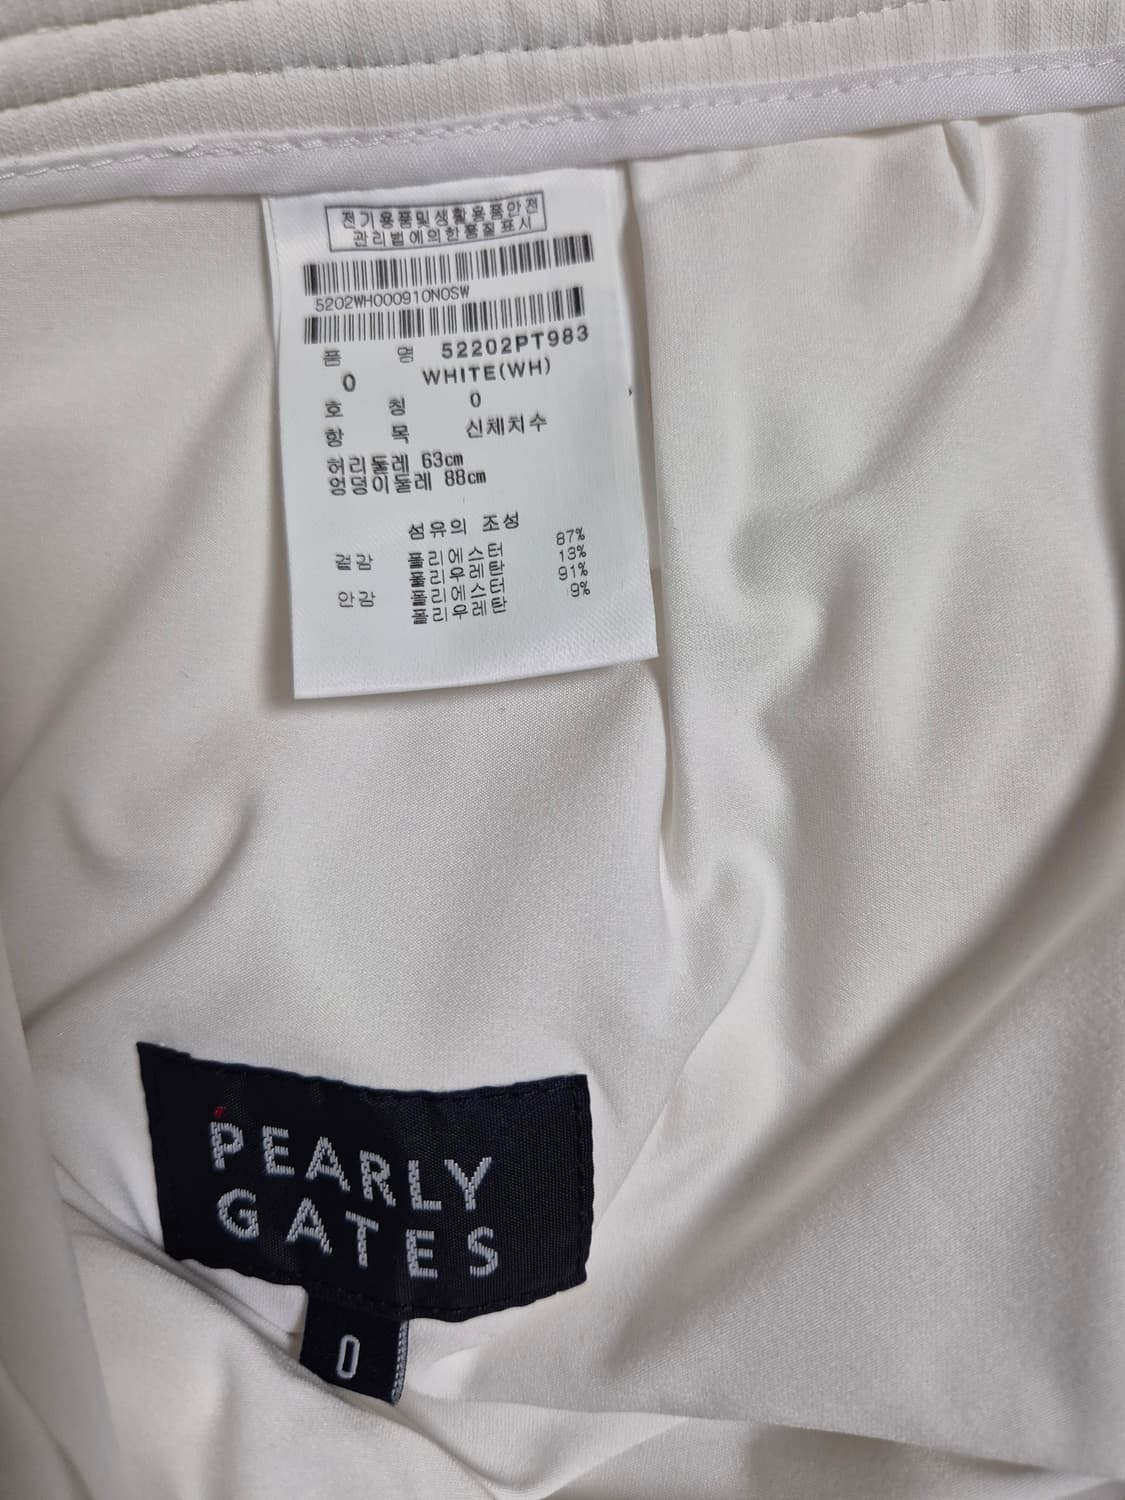 전기용품및생활용품안전
관리법에의한품질표시
5202WH000910N0SW
품 명 52202PT983
0 WHITE(WH)
호 칭 0
항 목 신체치수
허리둘레 63cm
엉덩이둘레 88cm
섬유의 조성
87%
겉감 폴리에스터 13%
폴리우레탄 91%
안감 폴리에스터 9%
폴리우레탄
PEARLY
GATES
0